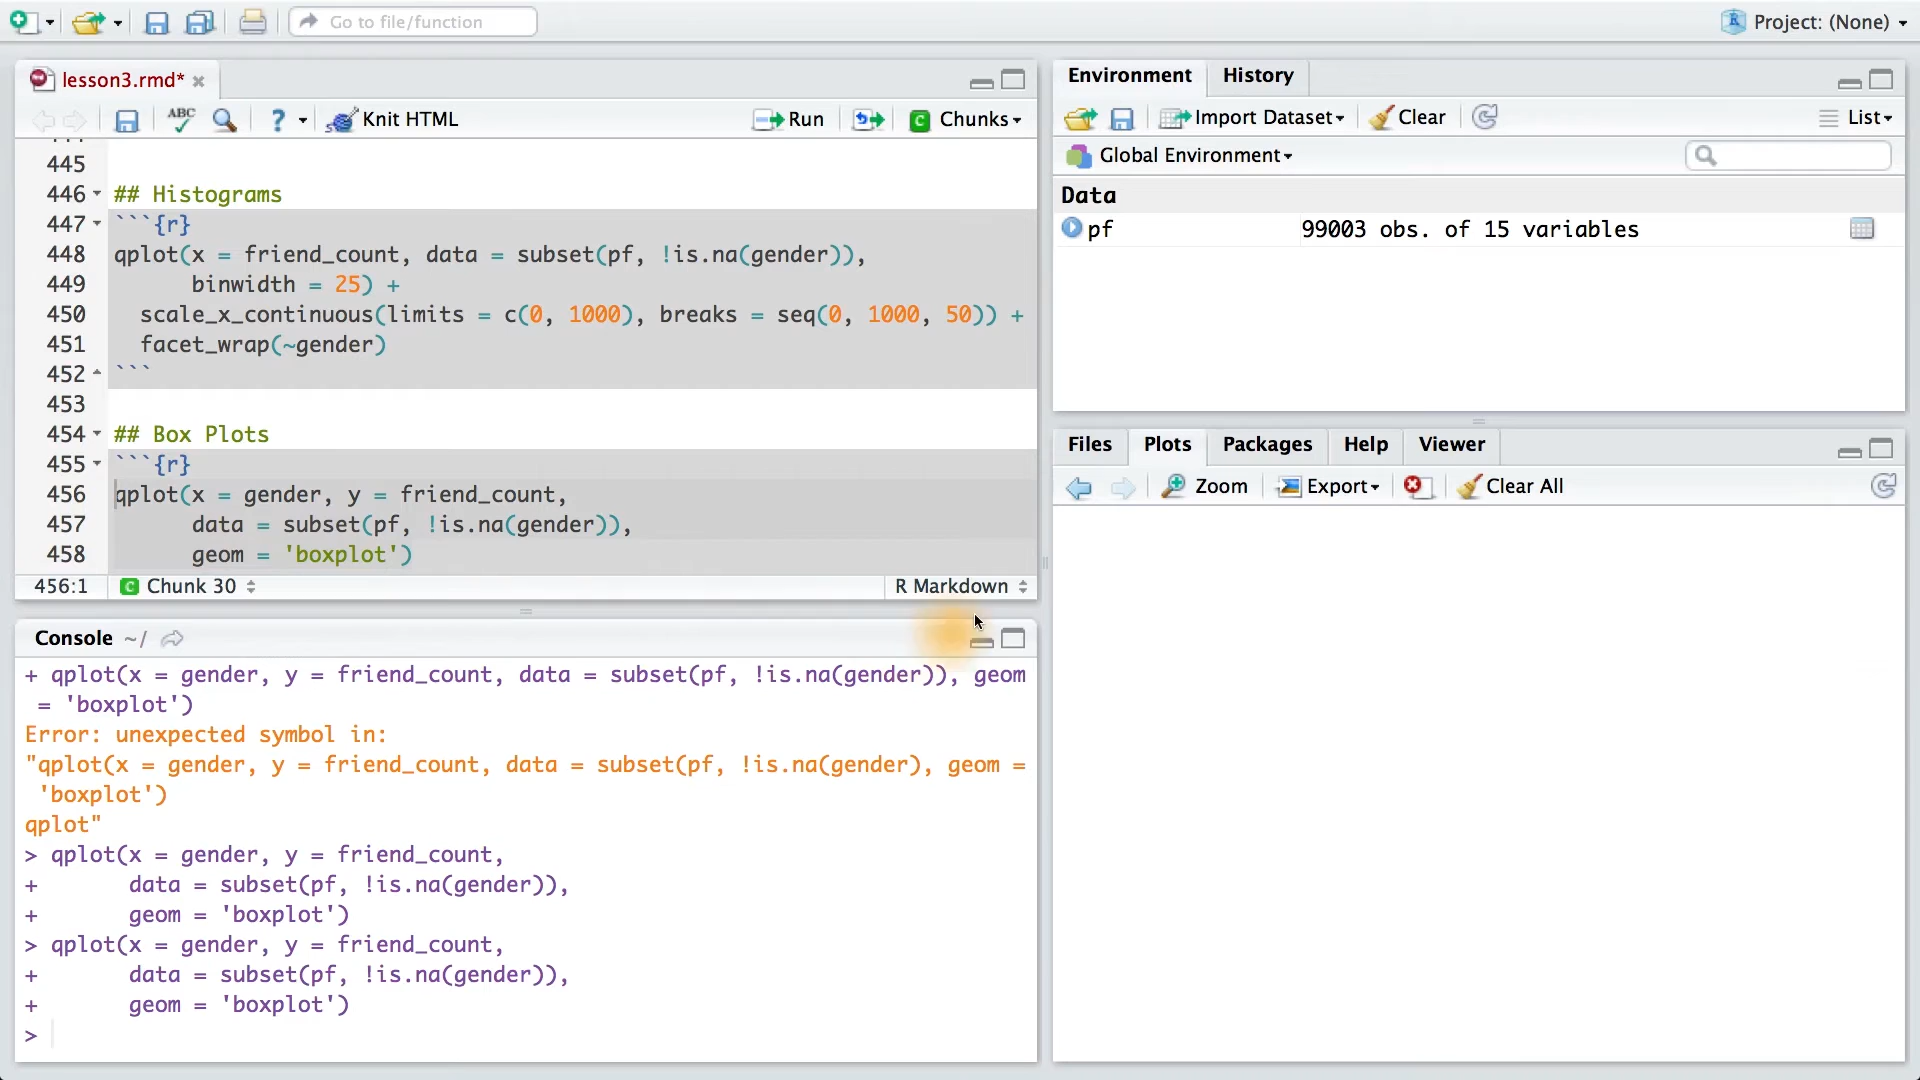 Go to file/function
Project: (None)
lesson3.rmd*
ABC
?
Knit HTML
Run
Chunks
445
446 ## Histograms
447 ```{r}
448 qplot(x = friend_count, data = subset(pf, !is.na(gender)),
449 binwidth = 25) +
450 scale_x_continuous(limits = c(0, 1000), breaks = seq(0, 1000, 50)) +
451 facet_wrap(~gender)
452 ```
453
454 ## Box Plots
455 ```{r}
456 qplot(x = gender, y = friend_count,
457 data = subset(pf, !is.na(gender)),
458 geom = 'boxplot')
456:1
C Chunk 30
R Markdown
Console ~/
+ qplot(x = gender, y = friend_count, data = subset(pf, !is.na(gender)), geom
= 'boxplot')
Error: unexpected symbol in:
"qplot(x = gender, y = friend_count, data = subset(pf, !is.na(gender), geom =
'boxplot')
qplot"
> qplot(x = gender, y = friend_count,
+ data = subset(pf, !is.na(gender)),
+ geom = 'boxplot')
> qplot(x = gender, y = friend_count,
+ data = subset(pf, !is.na(gender)),
+ geom = 'boxplot')
>
Environment History
Import Dataset Clear List
Global Environment
Data
pf 99003 obs. of 15 variables
Files Plots Packages Help Viewer
Zoom Export Clear All